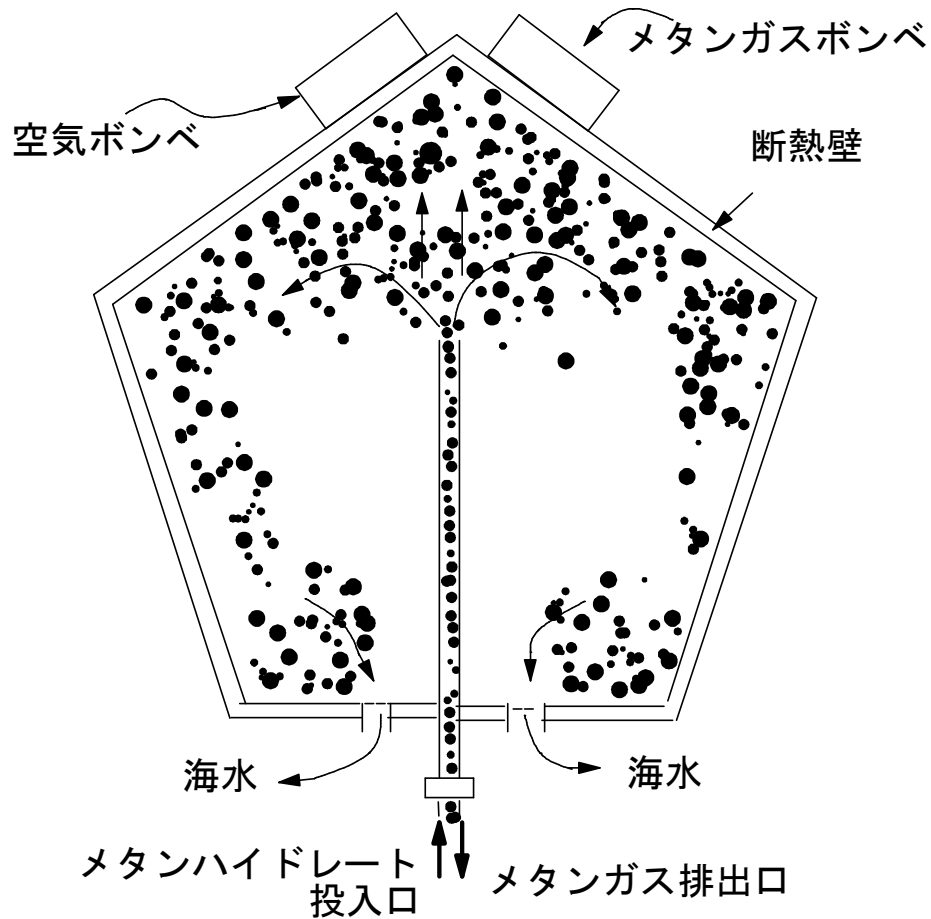 メタンガスボンベ
空気ボンベ
断熱壁
海水
海水
メタンハイドレート
投入口
メタンガス排出口